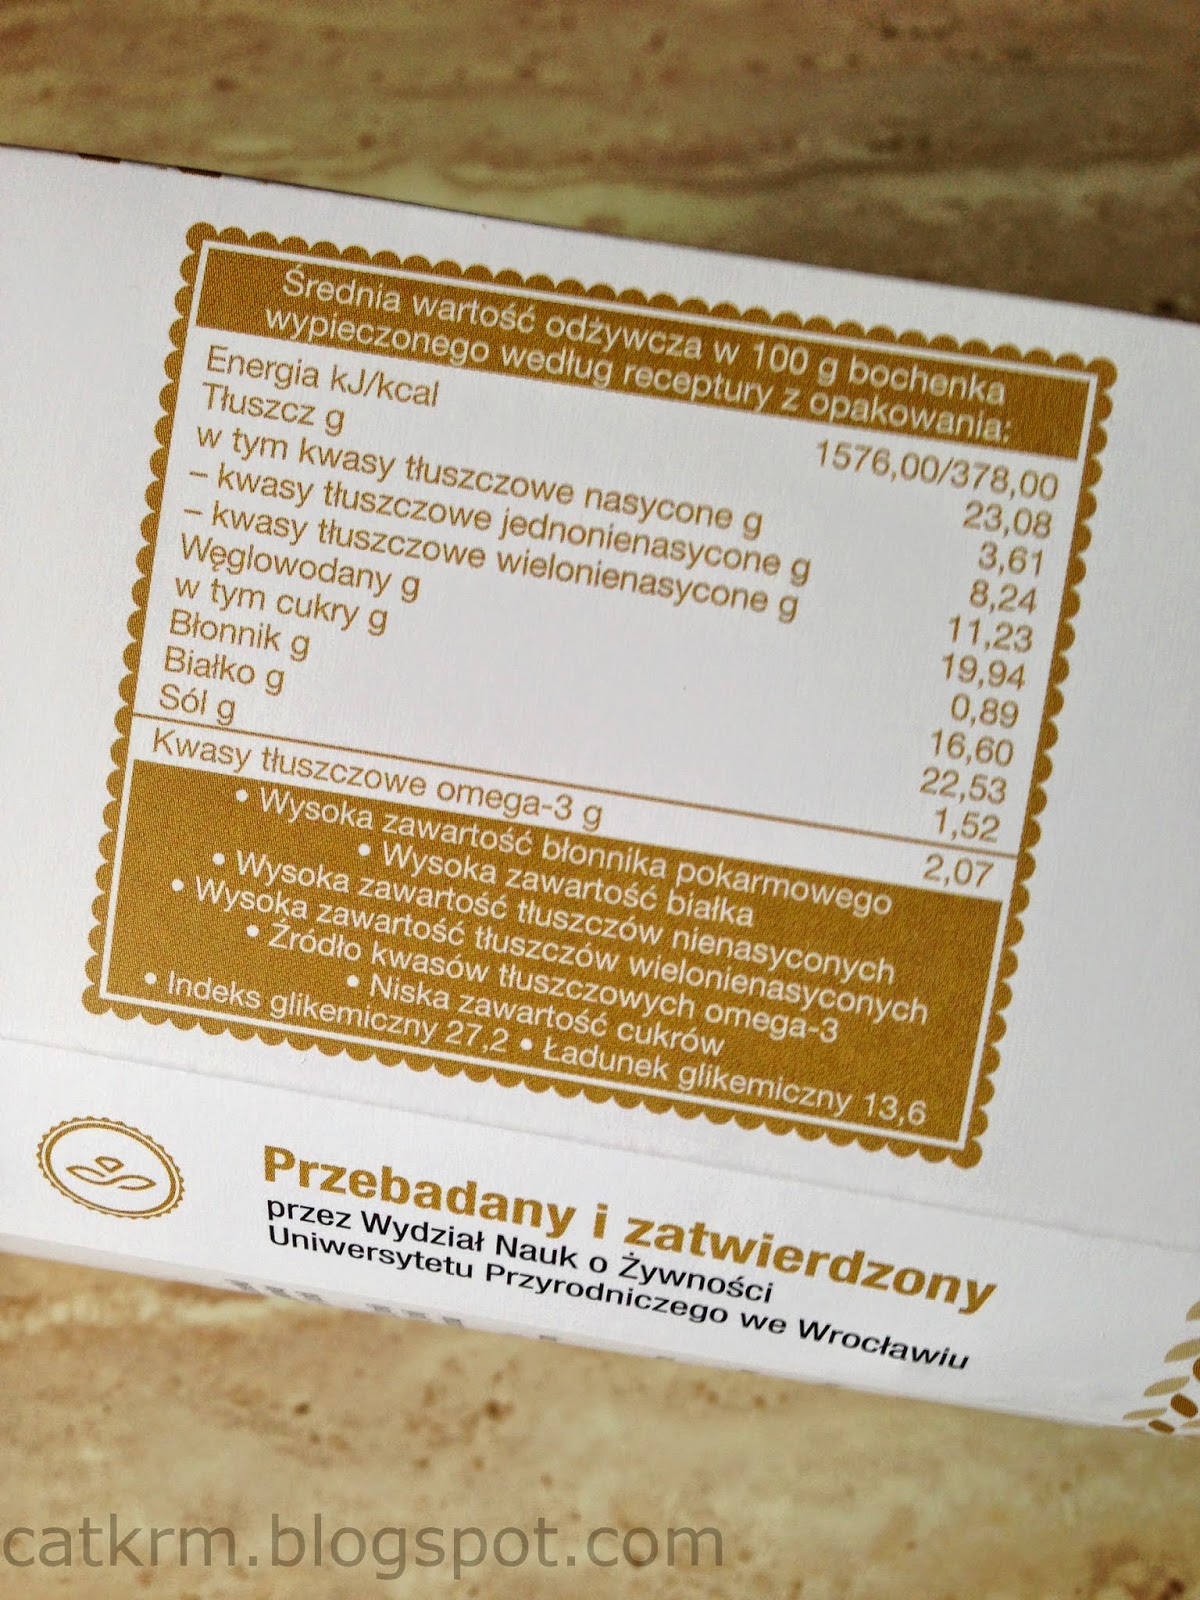 Średnia wartość odżywcza w 100 g bochenka
wypieczonego według receptury z opakowania:
Energia kJ/kcal 1576,00/378,00
Tłuszcz g 23,08
w tym kwasy tłuszczowe nasycone g 3,61
– kwasy tłuszczowe jednonienasycone g 8,24
– kwasy tłuszczowe wielonienasycone g 11,23
Węglowodany g 19,94
w tym cukry g 0,89
Błonnik g 16,60
Białko g 22,53
Sól g 1,52
Kwasy tłuszczowe omega-3 g 2,07
• Wysoka zawartość błonnika pokarmowego
• Wysoka zawartość białka
• Wysoka zawartość tłuszczów nienasyconych
• Wysoka zawartość tłuszczów wielonienasyconych
• Źródło kwasów tłuszczowych omega-3
• Niska zawartość cukrów
• Indeks glikemiczny 27,2 • Ładunek glikemiczny 13,6
Przebadany i zatwierdzony
przez Wydział Nauk o Żywności
Uniwersytetu Przyrodniczego we Wrocławiu
catkrm.blogspot.com